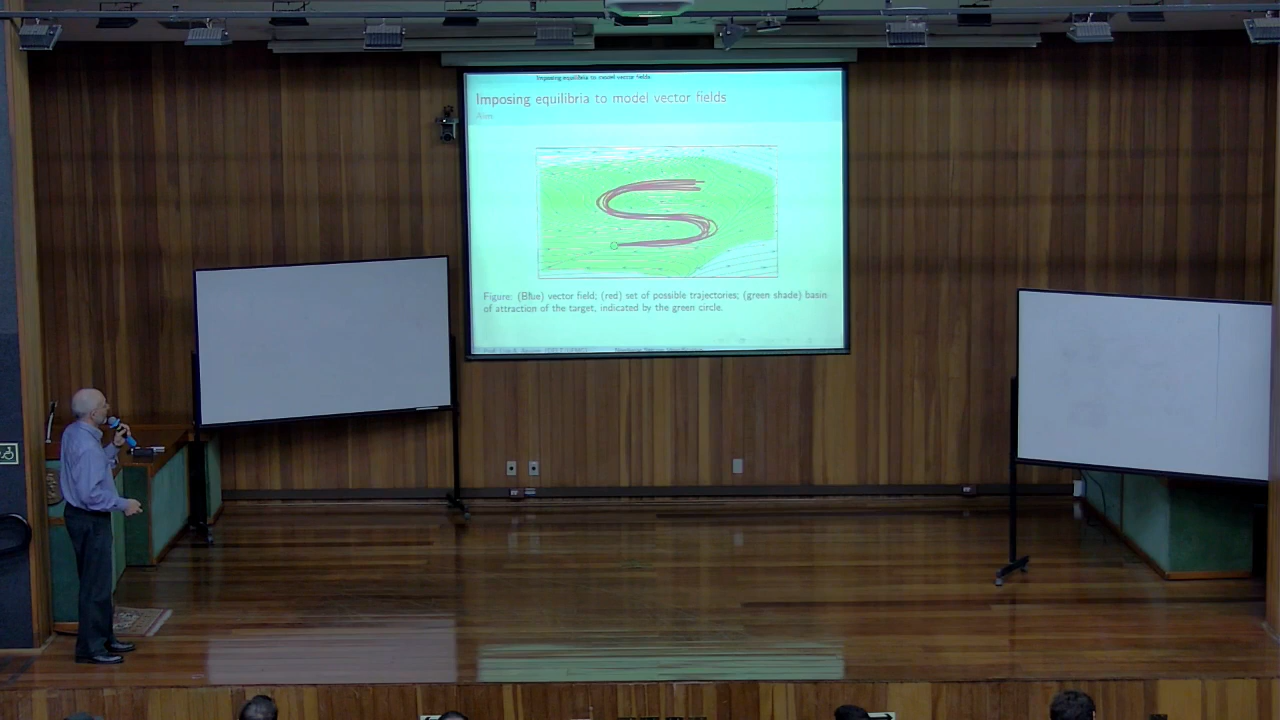 Imposing equilibria to model vector fields
Imposing equilibria to model vector fields
Aim
Figure: (Blue) vector field; (red) set of possible trajectories; (green shade) basin
of attraction of the target, indicated by the green circle.